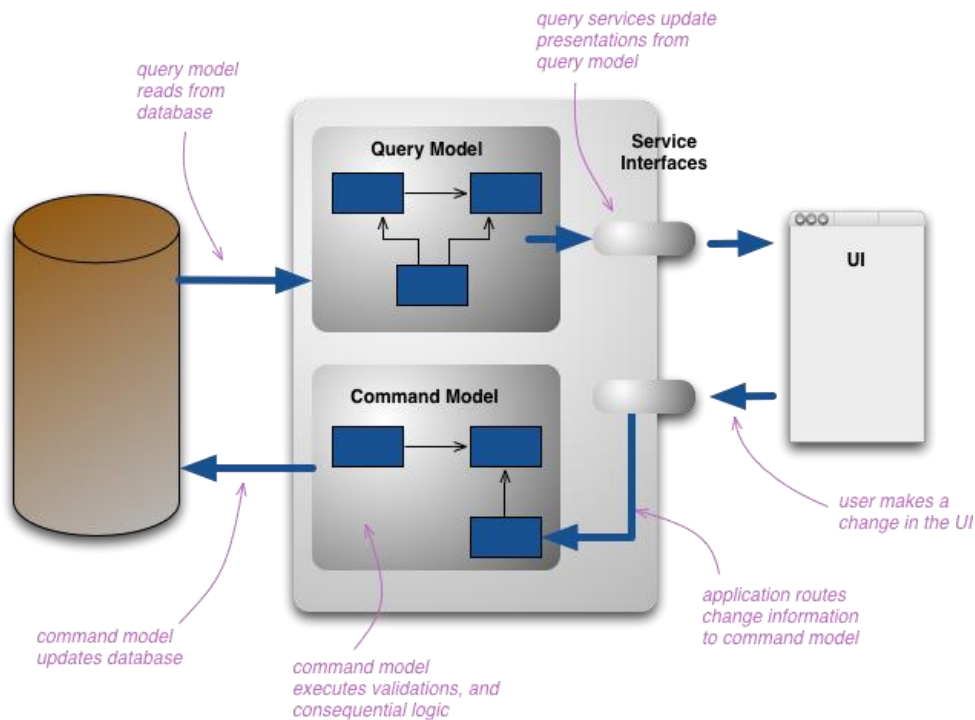 query services update
presentations from
query model
query model
reads from
database
Query Model
Service
Interfaces
UI
Command Model
user makes a
change in the UI
application routes
change information
to command model
command model
updates database
command model
executes validations, and
consequential logic